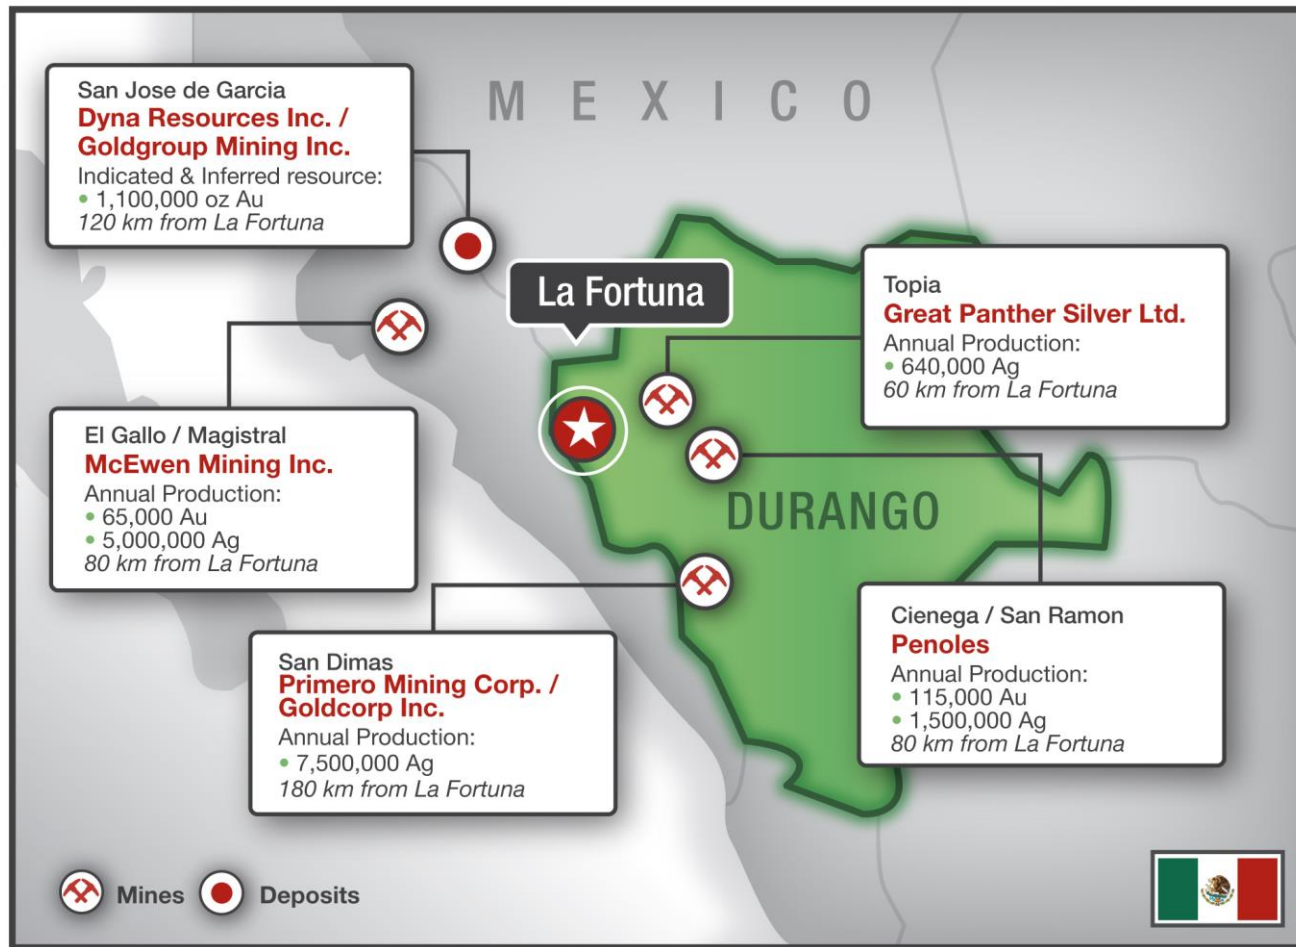 MEXICO
San Jose de Garcia
Dyna Resources Inc. /
Goldgroup Mining Inc.
Indicated & Inferred resource:
• 1,100,000 oz Au
120 km from La Fortuna
La Fortuna
Topia
Great Panther Silver Ltd.
Annual Production:
• 640,000 Ag
60 km from La Fortuna
El Gallo / Magistral
McEwen Mining Inc.
Annual Production:
• 65,000 Au
• 5,000,000 Ag
80 km from La Fortuna
DURANGO
San Dimas
Primero Mining Corp. /
Goldcorp Inc.
Annual Production:
• 7,500,000 Ag
180 km from La Fortuna
Cienega / San Ramon
Penoles
Annual Production:
• 115,000 Au
• 1,500,000 Ag
80 km from La Fortuna
Mines
Deposits